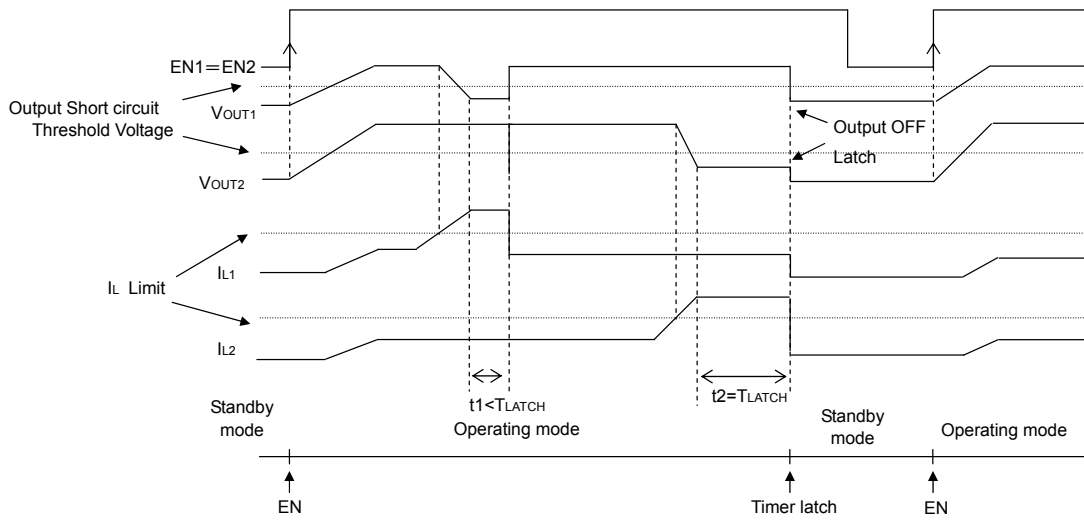 EN1=EN2
Output Short circuit
Threshold Voltage
VOUT1
Output OFF
Latch
VOUT2
IL Limit
IL1
IL2
t1<TLATCH
t2=TLATCH
Standby
mode
Operating mode
Standby
mode
Operating mode
EN
Timer latch
EN